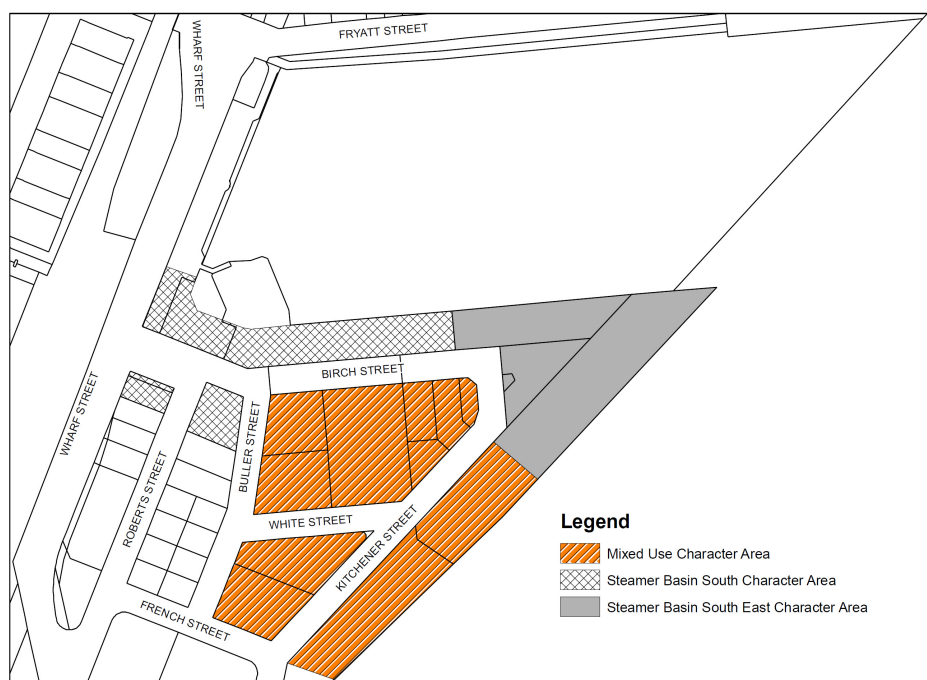 FRYATT STREET
WHARF STREET
BIRCH STREET
WHARF STREET
BULLER STREET
ROBERTS STREET
WHITE STREET
KITCHENER STREET
FRENCH STREET
Legend
Mixed Use Character Area
Steamer Basin South Character Area
Steamer Basin South East Character Area